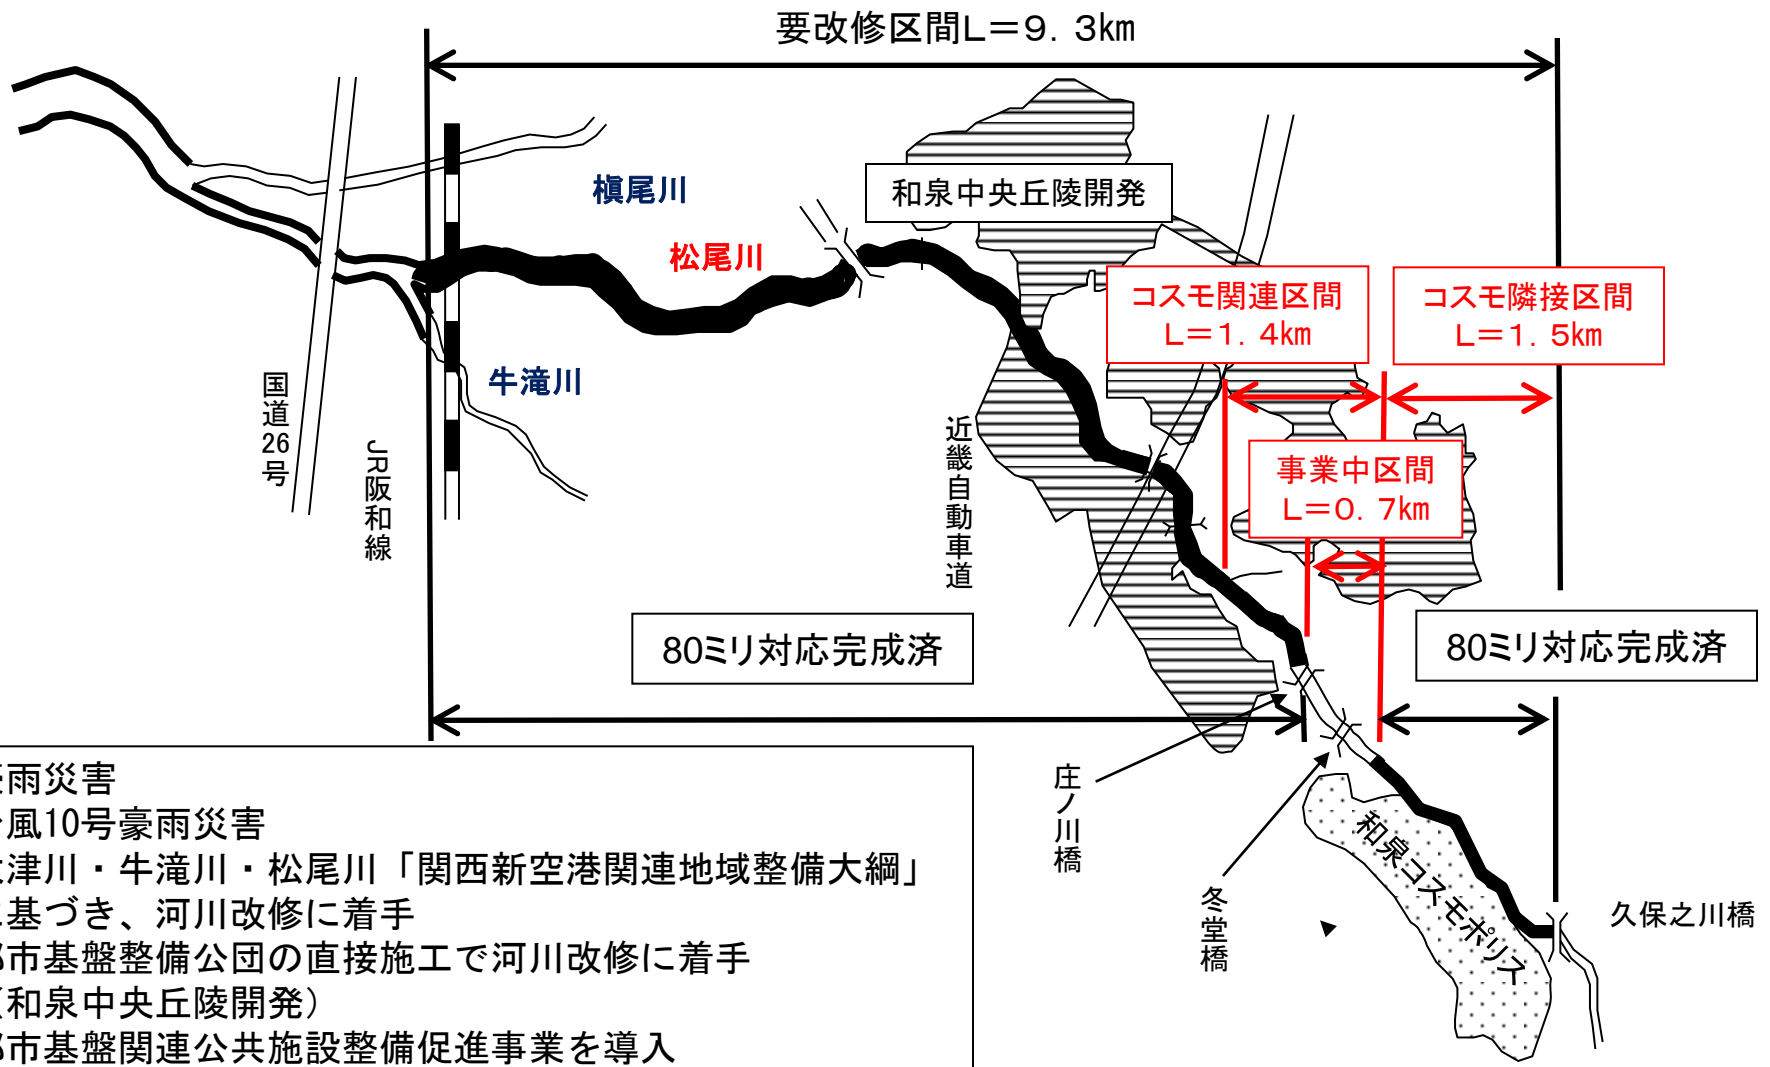 要改修区間L=9.3km
和泉中央丘陵開発
槇尾川
松尾川
コスモ関連区間
L=1.4km
コスモ隣接区間
L=1.5km
牛滝川
国道26号
JR阪和線
近畿自動車道
事業中区間
L=0.7km
80ミリ対応完成済
80ミリ対応完成済
庄ノ川橋
冬堂橋
和泉コスモポリス
久保之川橋
雨災害
風10号豪雨災害
津川・牛滝川・松尾川「関西新空港関連地域整備大綱」
基づき、河川改修に着手
市基盤整備公団の直接施工で河川改修に着手
(和泉中央丘陵開発)
市基盤関連公共施設整備促進事業を導入